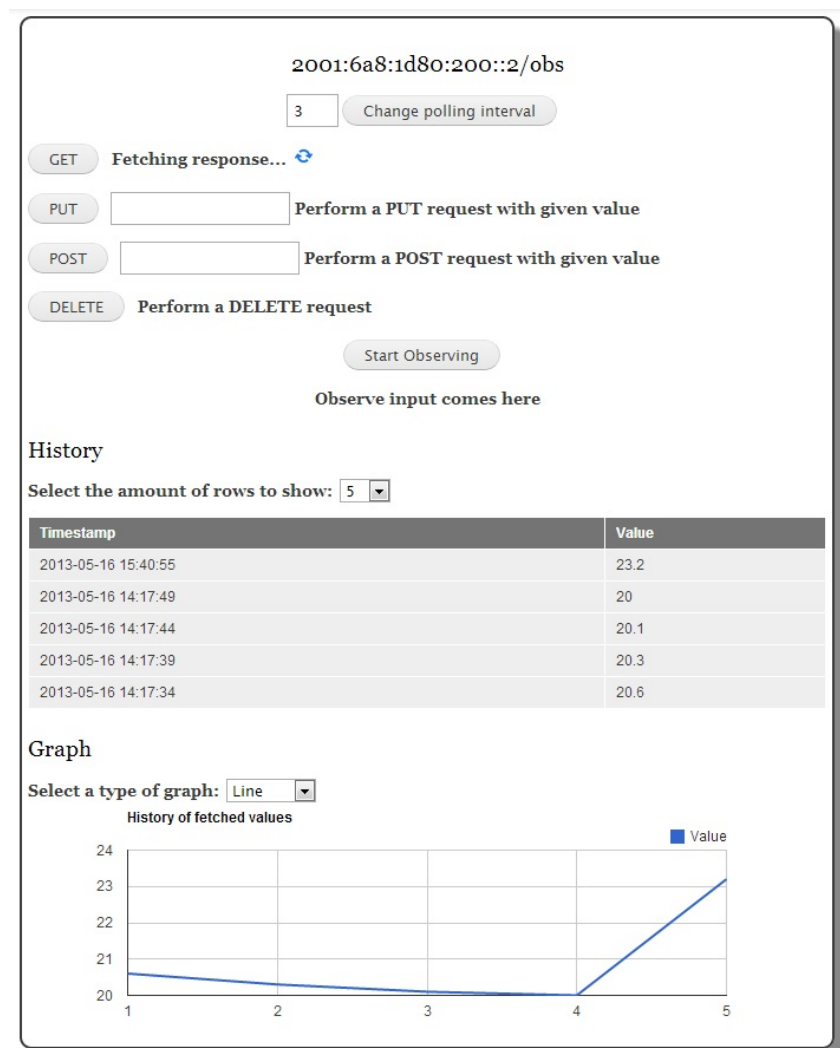 2001:6a8:1d80:200::2/obs
3 Change polling interval
GET Fetching response...
PUT Perform a PUT request with given value
POST Perform a POST request with given value
DELETE Perform a DELETE request
Start Observing
Observe input comes here
History
Select the amount of rows to show: 5
Timestamp Value
2013-05-16 15:40:55 23.2
2013-05-16 14:17:49 20
2013-05-16 14:17:44 20.1
2013-05-16 14:17:39 20.3
2013-05-16 14:17:34 20.6
Graph
Select a type of graph: Line
History of fetched values
Value
24
23
22
21
20
1 2 3 4 5